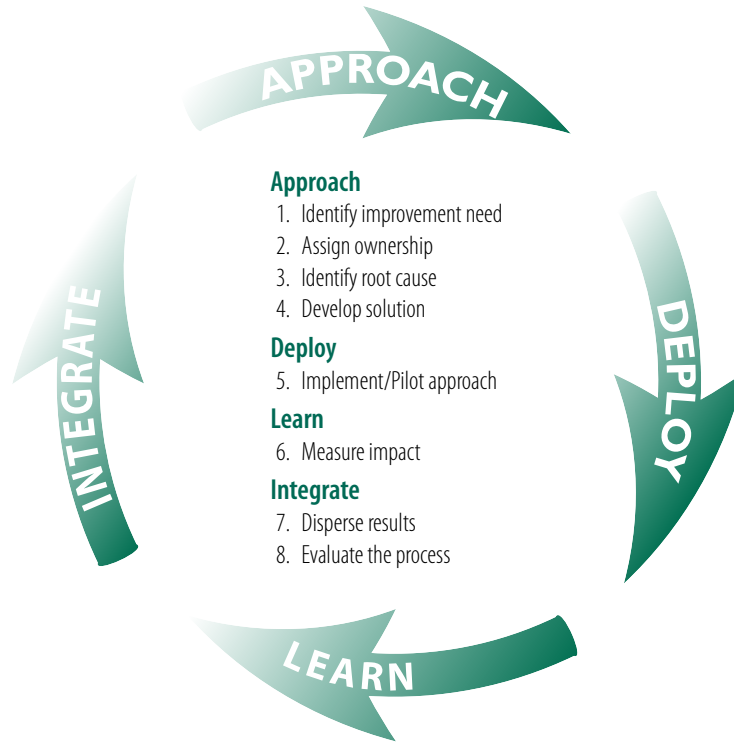 APPROACH
Approach
1. Identify improvement need
2. Assign ownership
3. Identify root cause
4. Develop solution
Deploy
5. Implement/Pilot approach
Learn
6. Measure impact
Integrate
7. Disperse results
8. Evaluate the process
DEPLOY
LEARN
INTEGRATE